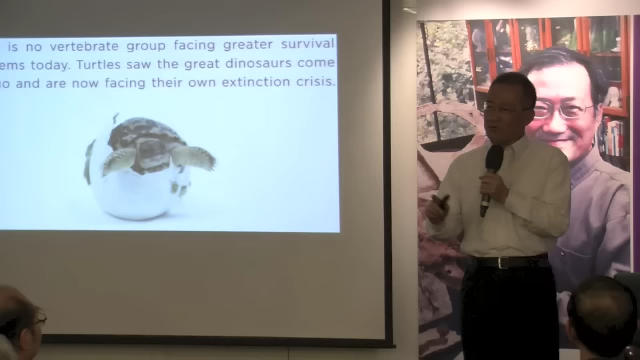 is no vertebrate group facing greater survival
ems today. Turtles saw the great dinosaurs come
o and are now facing their own extinction crisis.